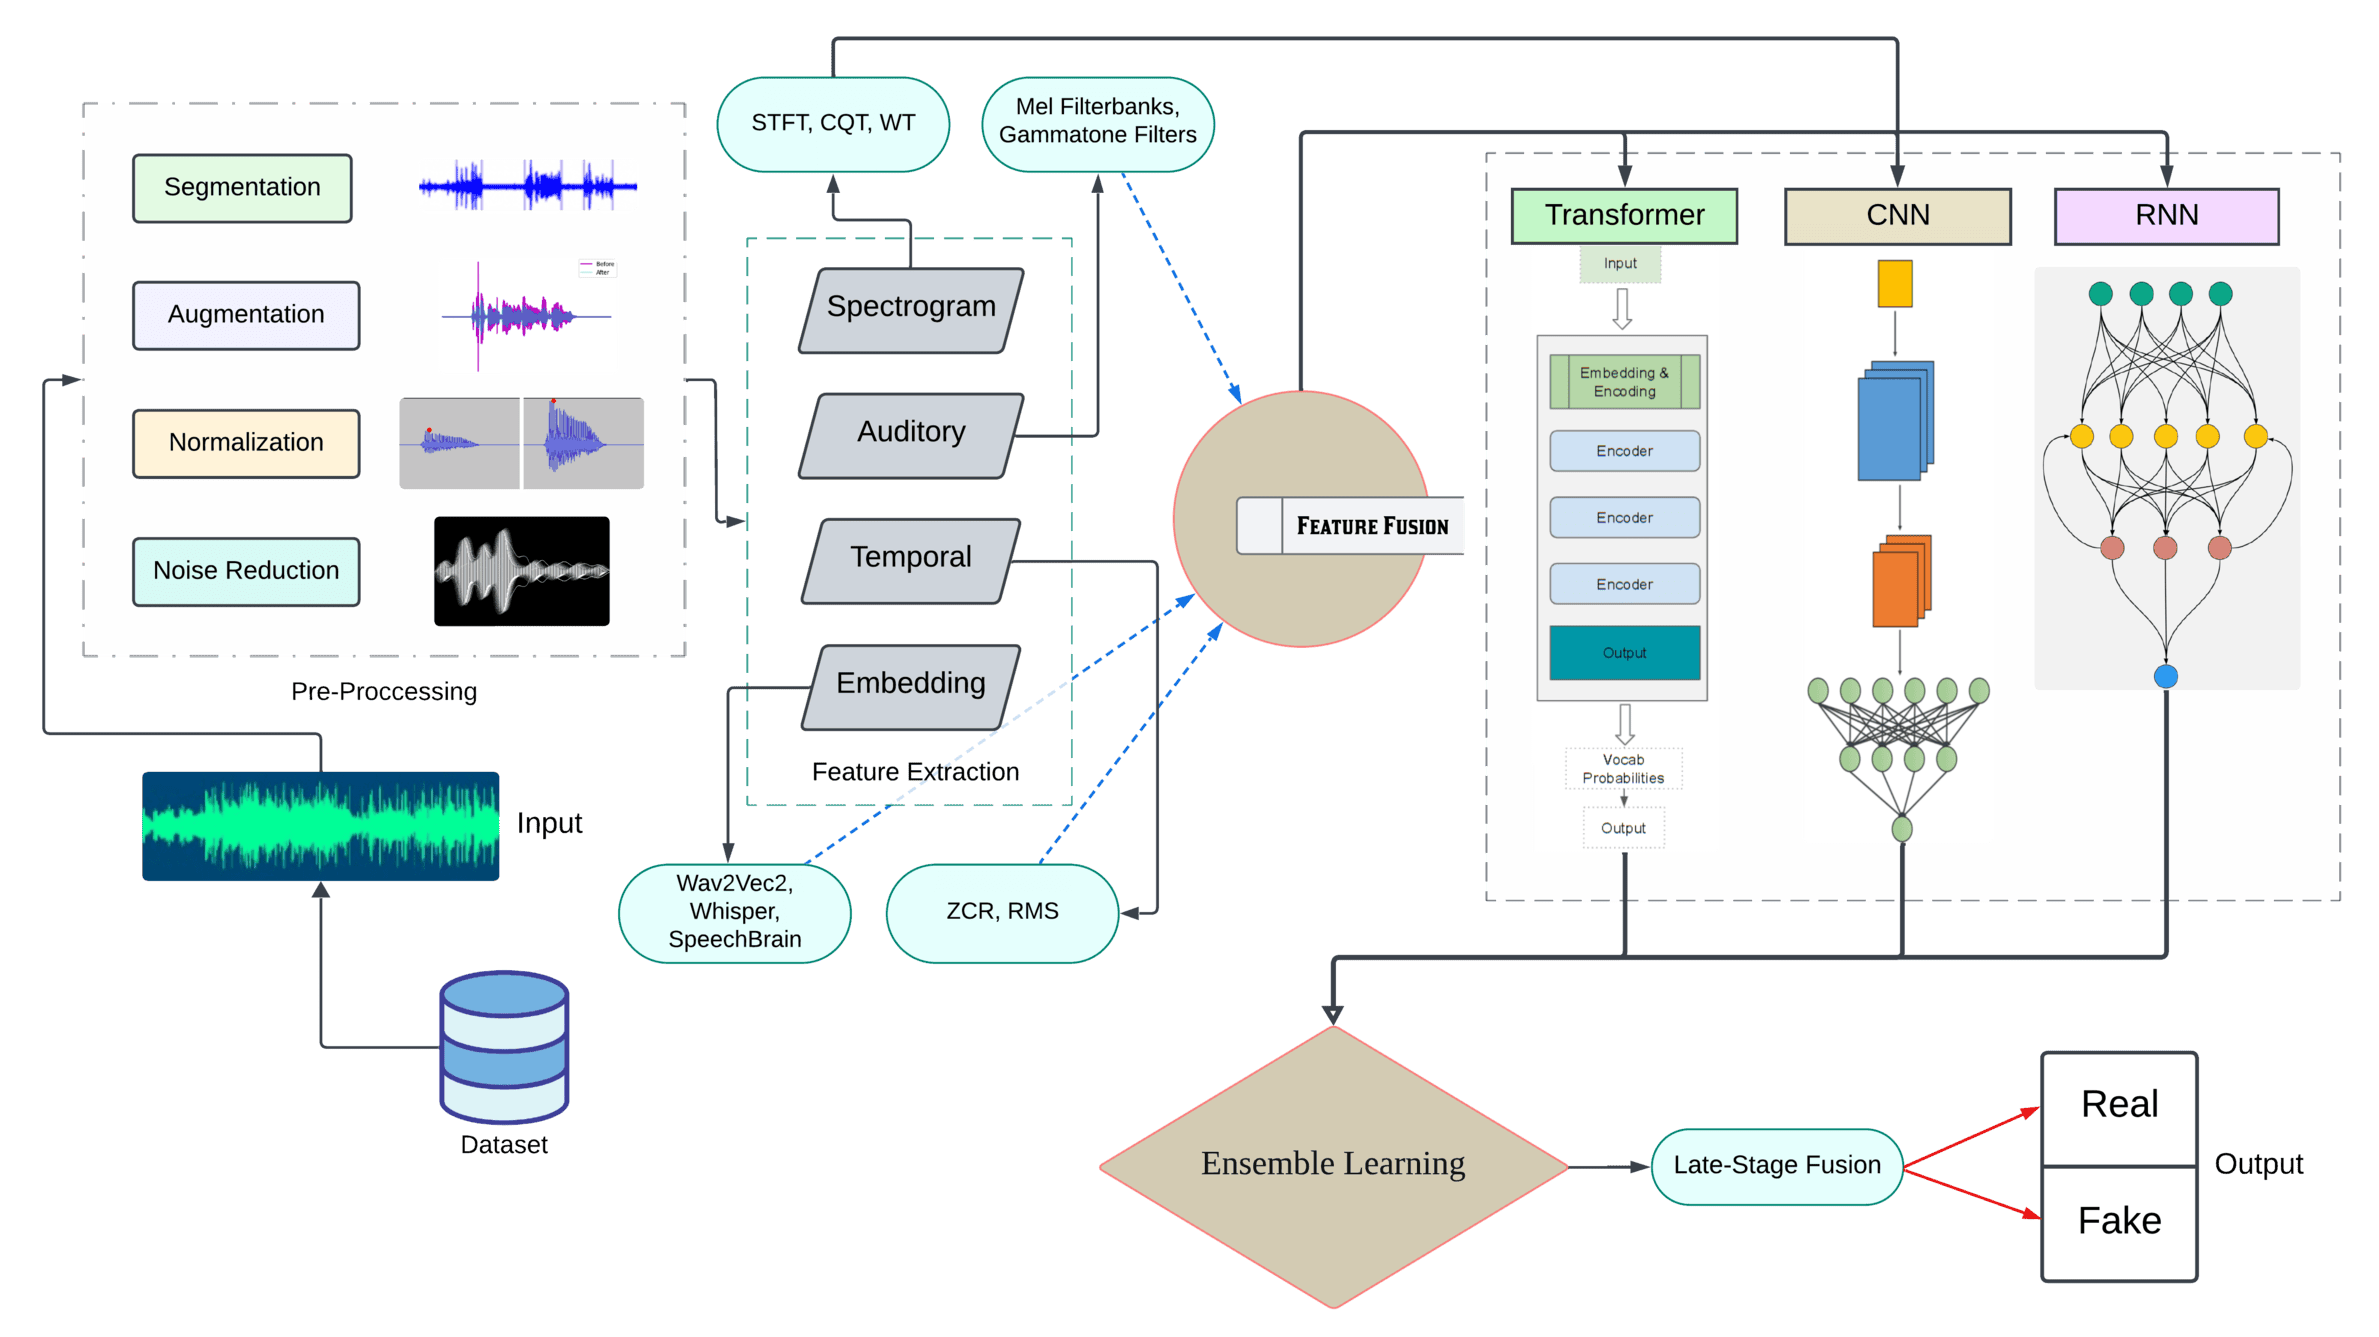 Segmentation
Augmentation
Before
After
Normalization
Noise Reduction
Pre-Proccessing
Input
Dataset
STFT, CQT, WT
Mel Filterbanks,
Gammatone Filters
Spectrogram
Auditory
Temporal
Embedding
Feature Extraction
Wav2Vec2,
Whisper,
SpeechBrain
ZCR, RMS
FEATURE FUSION
Transformer
Input
Embedding &
Encoding
Encoder
Encoder
Encoder
Output
Vocab
Probabilities
Output
CNN
RNN
Ensemble Learning
Late-Stage Fusion
Real
Fake
Output